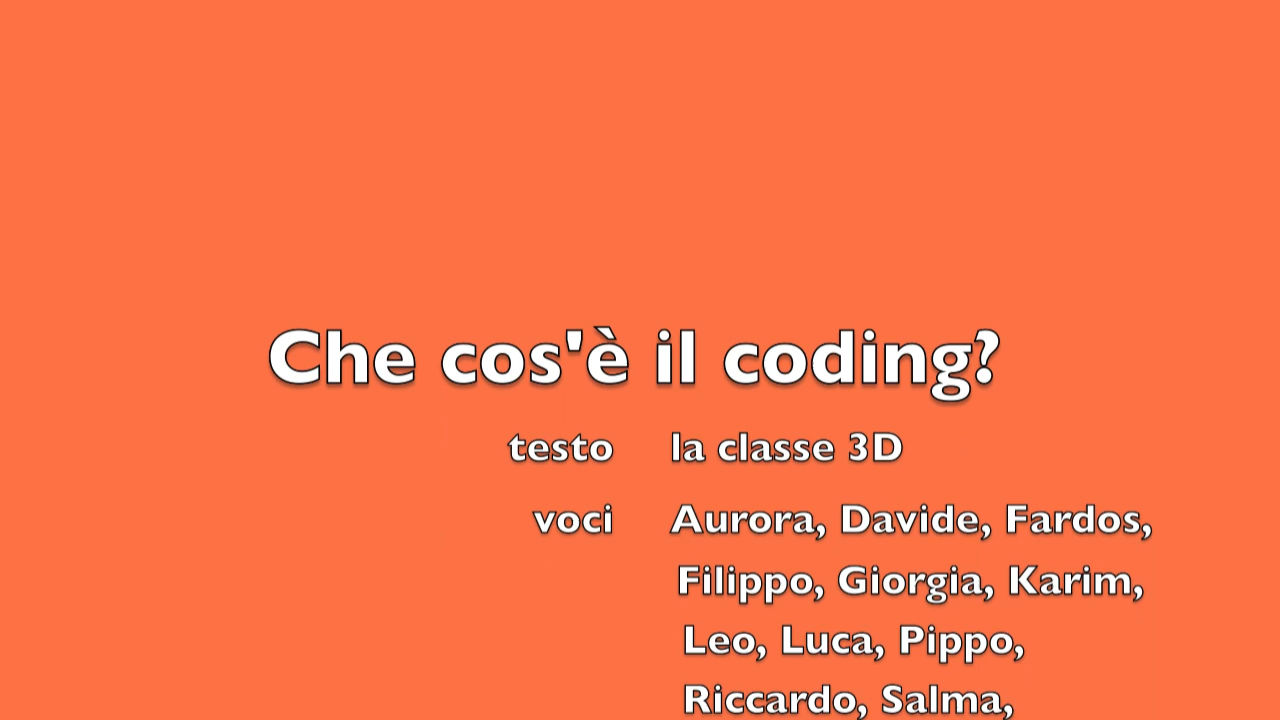 Che cos'è il coding?
testo la classe 3D
voci Aurora, Davide, Fardos,
Filippo, Giorgia, Karim,
Leo, Luca, Pippo,
Riccardo, Salma,